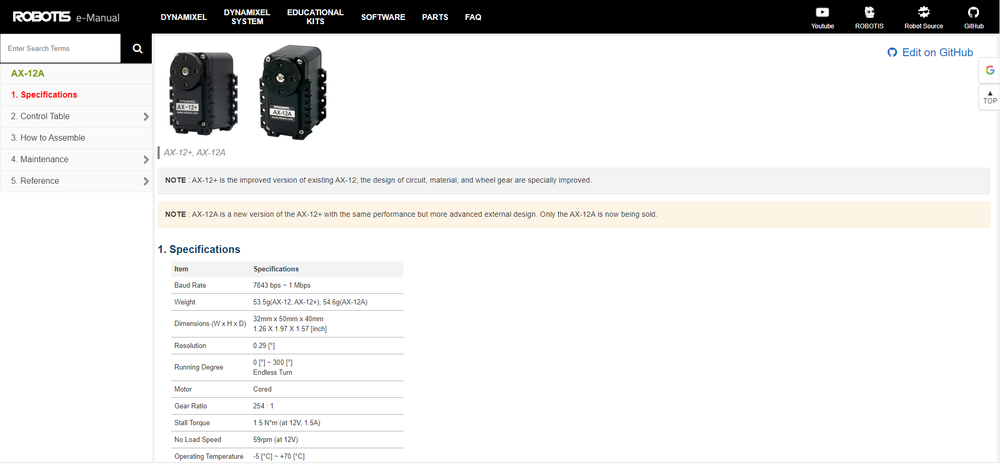 ROBOTIS e-Manual
DYNAMIXEL
DYNAMIXEL
SYSTEM
EDUCATIONAL
KITS
SOFTWARE
PARTS
FAQ
Youtube
ROBOTIS
Robot Source
GitHub
Enter Search Terms
AX-12A
1. Specifications
2. Control Table
3. How to Assemble
4. Maintenance
5. Reference
Edit on GitHub
G
▲
TOP
DYNAMIXEL
AX-12+
www.robotis.com
DYNAMIXEL
AX-12A
www.robotis.com
AX-12+, AX-12A
NOTE : AX-12+ is the improved version of existing AX-12; the design of circuit, material, and wheel gear are specially improved.
NOTE : AX-12A is a new version of the AX-12+ with the same performance but more advanced external design. Only the AX-12A is now being sold.
1. Specifications
Item Specifications
Baud Rate 7843 bps ~ 1 Mbps
Weight 53.5g(AX-12, AX-12+), 54.6g(AX-12A)
Dimensions (W x H x D) 32mm x 50mm x 40mm
1.26 X 1.97 X 1.57 [inch]
Resolution 0.29 [°]
Running Degree 0 [°] ~ 300 [°]
Endless Turn
Motor Cored
Gear Ratio 254 : 1
Stall Torque 1.5 N*m (at 12V, 1.5A)
No Load Speed 59rpm (at 12V)
Operating Temperature -5 [°C] ~ +70 [°C]